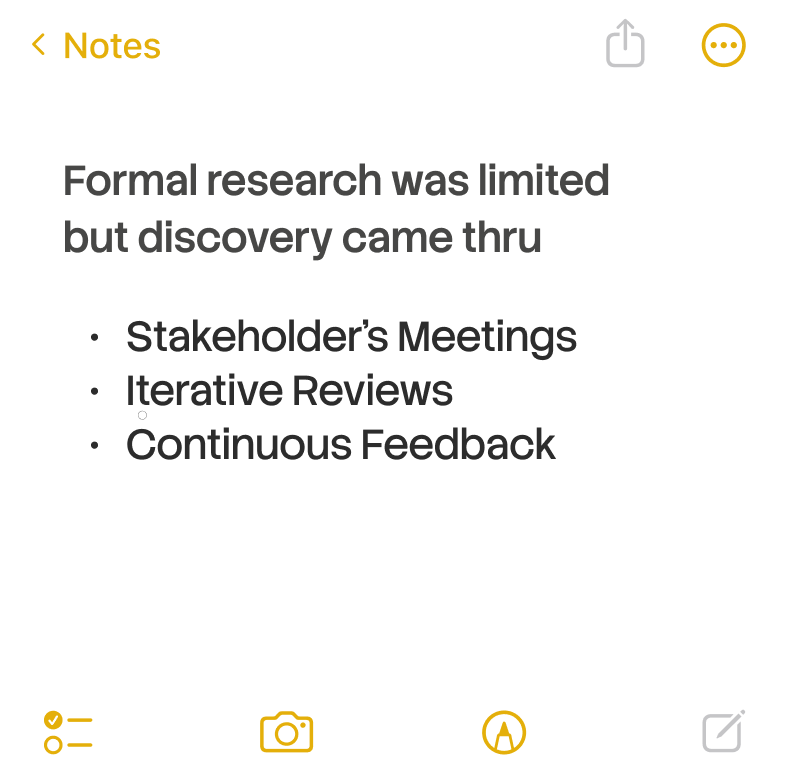 Notes
Formal research was limited
but discovery came thru
• Stakeholder’s Meetings
• Iterative Reviews
• Continuous Feedback